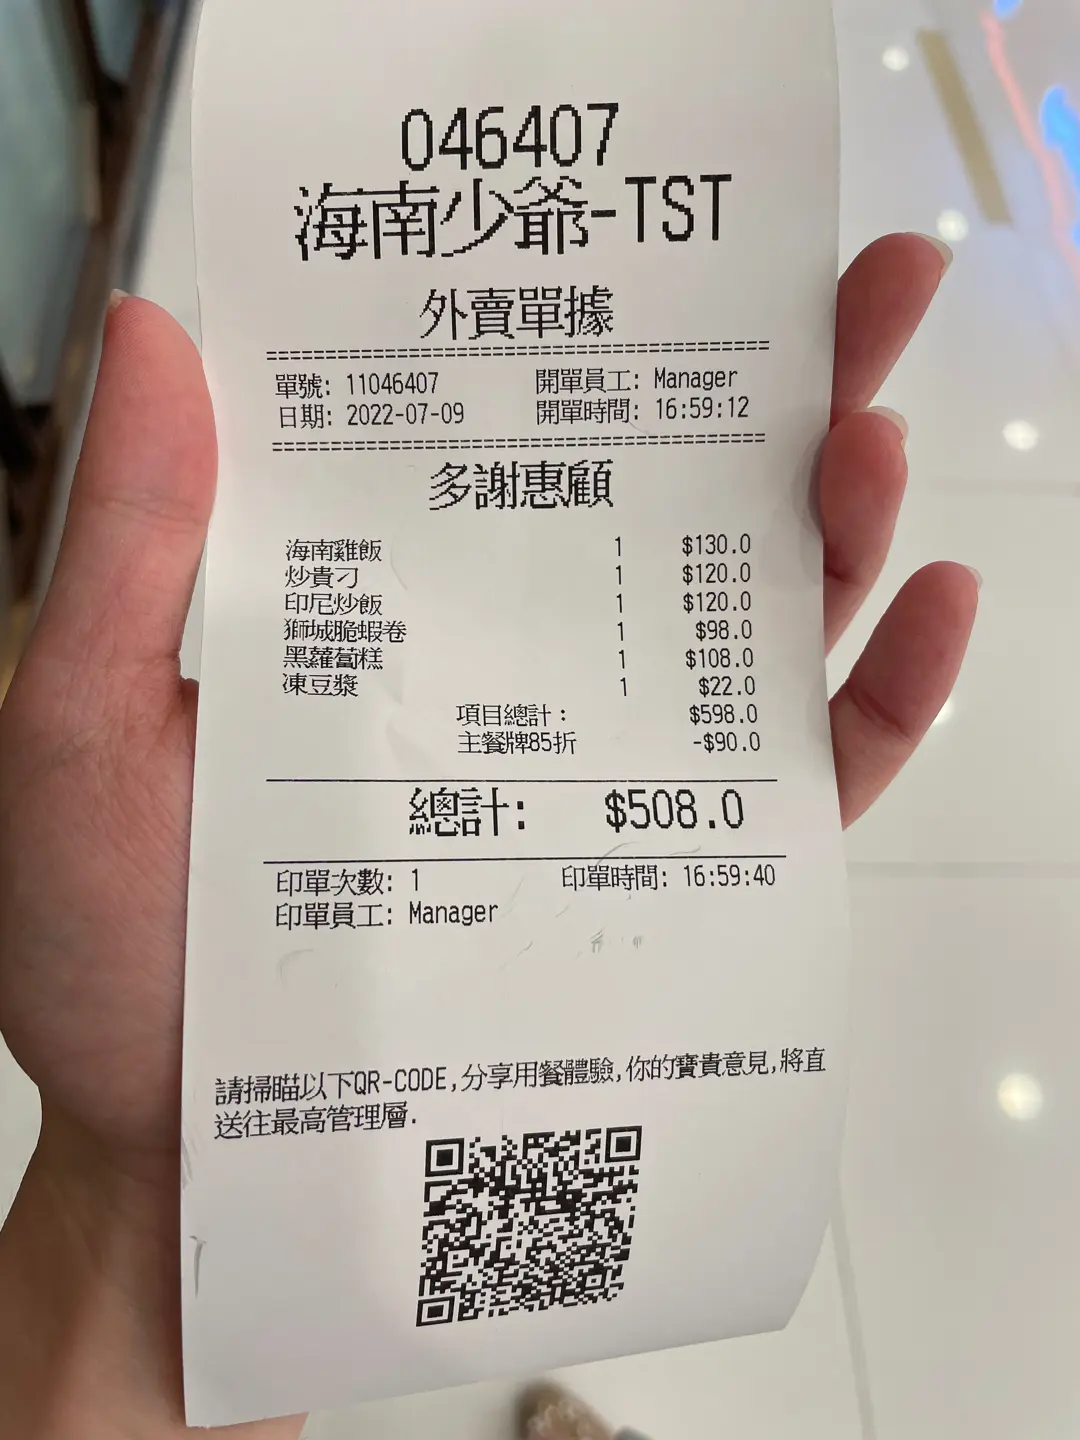 046407
海南少爺-TST
外賣單據
單號: 11046407 開單員工: Manager
日期: 2022-07-09 開單時間: 16:59:12
多謝惠顧
海南雞飯 1 $130.0
炒貴刁 1 $120.0
印尼炒飯 1 $120.0
獅城脆蝦卷 1 $98.0
黑蘿蔔糕 1 $108.0
凍豆漿 1 $22.0
項目總計： $598.0
主餐牌85折 -$90.0
總計: $508.0
印單次數: 1 印單時間: 16:59:40
印單員工: Manager
請掃瞄以下QR-CODE,分享用餐體驗,你的寶貴意見,將直
送往最高管理層.